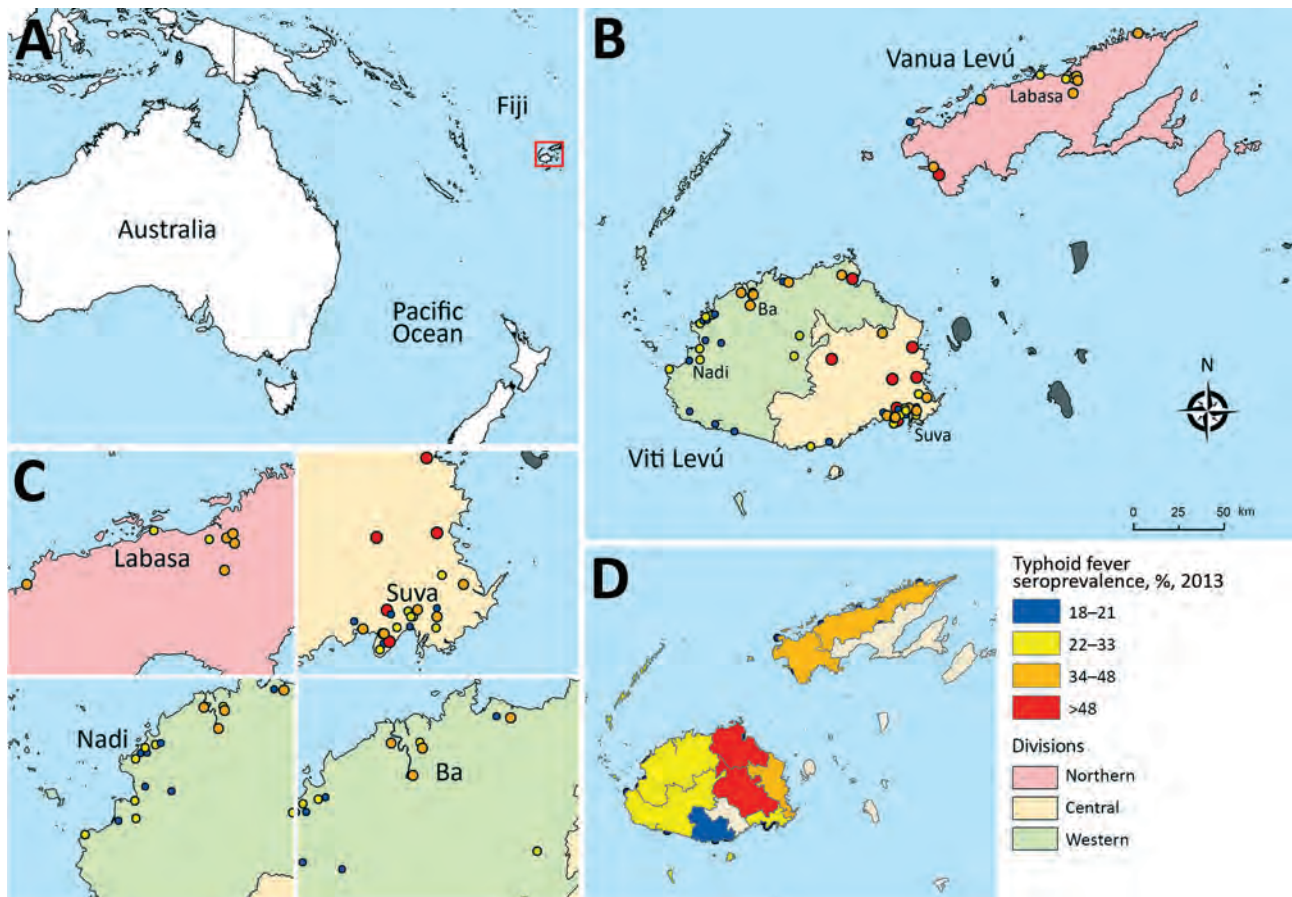 A
Fiji
Australia
Pacific
Ocean
B
Vanua Levú
Labasa
Ba
Nadi
Suva
Viti Levú
N
0 25 50 km
C
Labasa
Suva
Nadi
Ba
D
Typhoid fever
seroprevalence, %, 2013
18–21
22–33
34–48
>48
Divisions
Northern
Central
Western